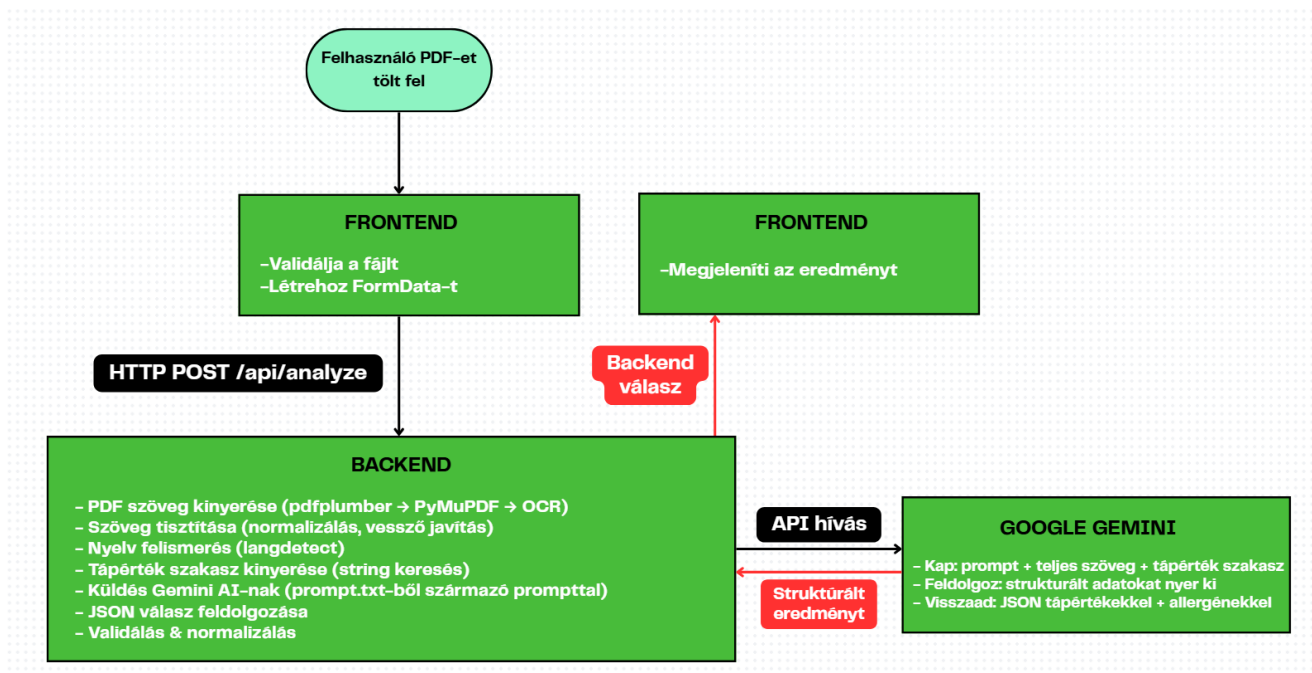 Felhasználó PDF-et
tölt fel
FRONTEND
-Validálja a fájlt
-Létrehoz FormData-t
FRONTEND
-Megjeleníti az eredményt
HTTP POST /api/analyze
Backend
válasz
BACKEND
- PDF szöveg kinyerése (pdfplumber → PyMuPDF → OCR)
- Szöveg tisztítása (normalizálás, vessző javítás)
- Nyelv felismerés (langdetect)
- Tápérték szakasz kinyerése (string keresés)
- Küldés Gemini AI-nak (prompt.txt-ből származó prompttal)
- JSON válasz feldolgozása
- Validálás & normalizálás
API hívás
Struktúrált
eredményt
GOOGLE GEMINI
- Kap: prompt + teljes szöveg + tápérték szakasz
- Feldolgoz: strukturált adatokat nyer ki
- Visszaad: JSON tápértékekkel + allergénekkel